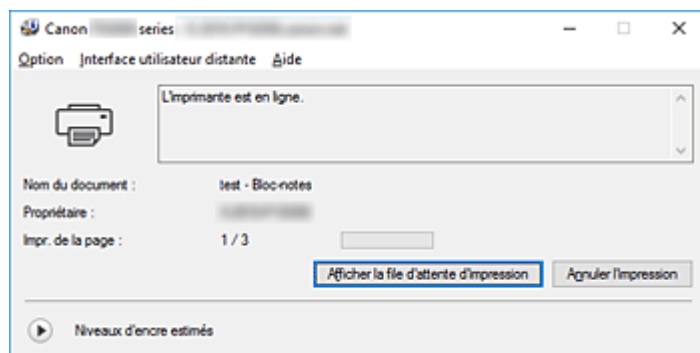 Canon series
Option Interface utilisateur distante Aide
L'imprimante est en ligne.
Nom du document : test - Bloc-notes
Propriétaire :
Impr. de la page : 1 / 3
Afficher la file d'attente d'impression Annuler l'impression
Niveaux d'encre estimés